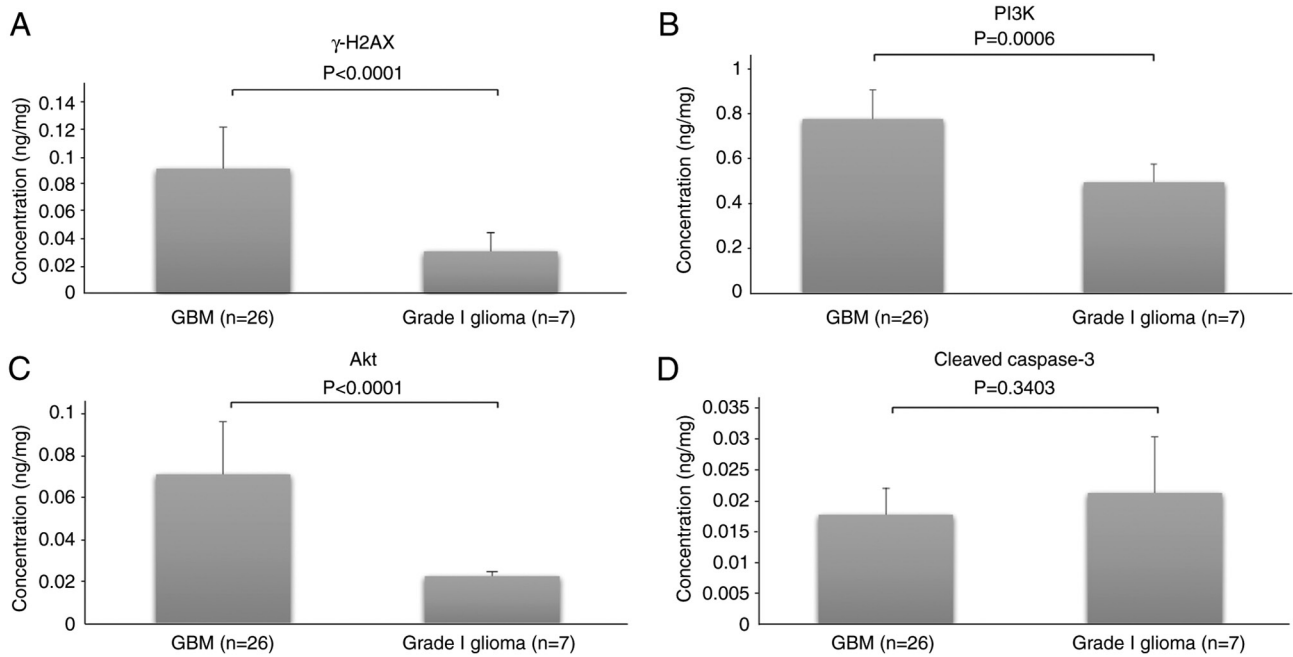 A
γ-H2AX
P<0.0001
Concentration (ng/mg)
0.14
0.12
0.1
0.08
0.06
0.04
0.02
0
GBM (n=26)
Grade I glioma (n=7)
B
PI3K
P=0.0006
Concentration (ng/mg)
1
0.8
0.6
0.4
0.2
0
GBM (n=26)
Grade I glioma (n=7)
C
Akt
P<0.0001
Concentration (ng/mg)
0.1
0.08
0.06
0.04
0.02
0
GBM (n=26)
Grade I glioma (n=7)
D
Cleaved caspase-3
P=0.3403
Concentration (ng/mg)
0.035
0.03
0.025
0.02
0.015
0.01
0.005
0
GBM (n=26)
Grade I glioma (n=7)